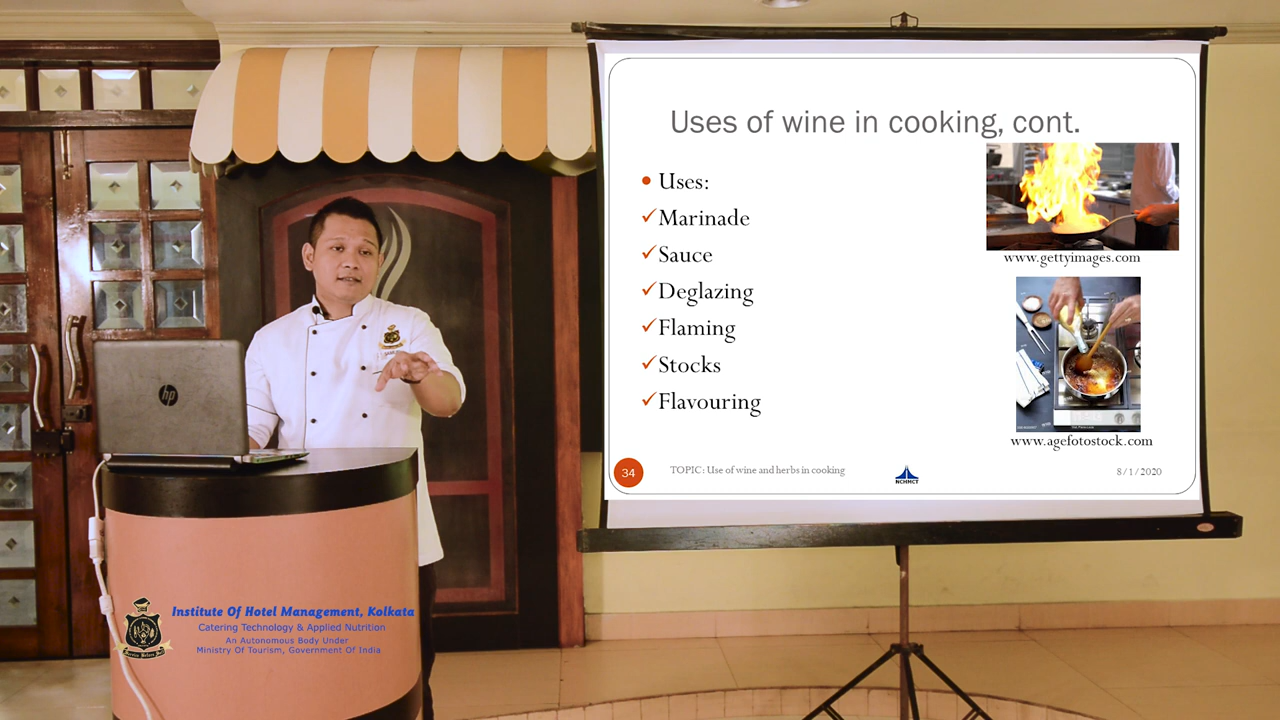 Uses of wine in cooking, cont.
• Uses:
✓Marinade
✓Sauce
✓Deglazing
✓Flaming
✓Stocks
✓Flavouring
www.gettyimages.com
www.agefotostock.com
34
TOPIC: Use of wine and herbs in cooking
NCHMCT
8/1/2020
hp
Institute Of Hotel Management, Kolkata
Catering Technology & Applied Nutrition
An Autonomous Body Under
Ministry Of Tourism, Government Of India